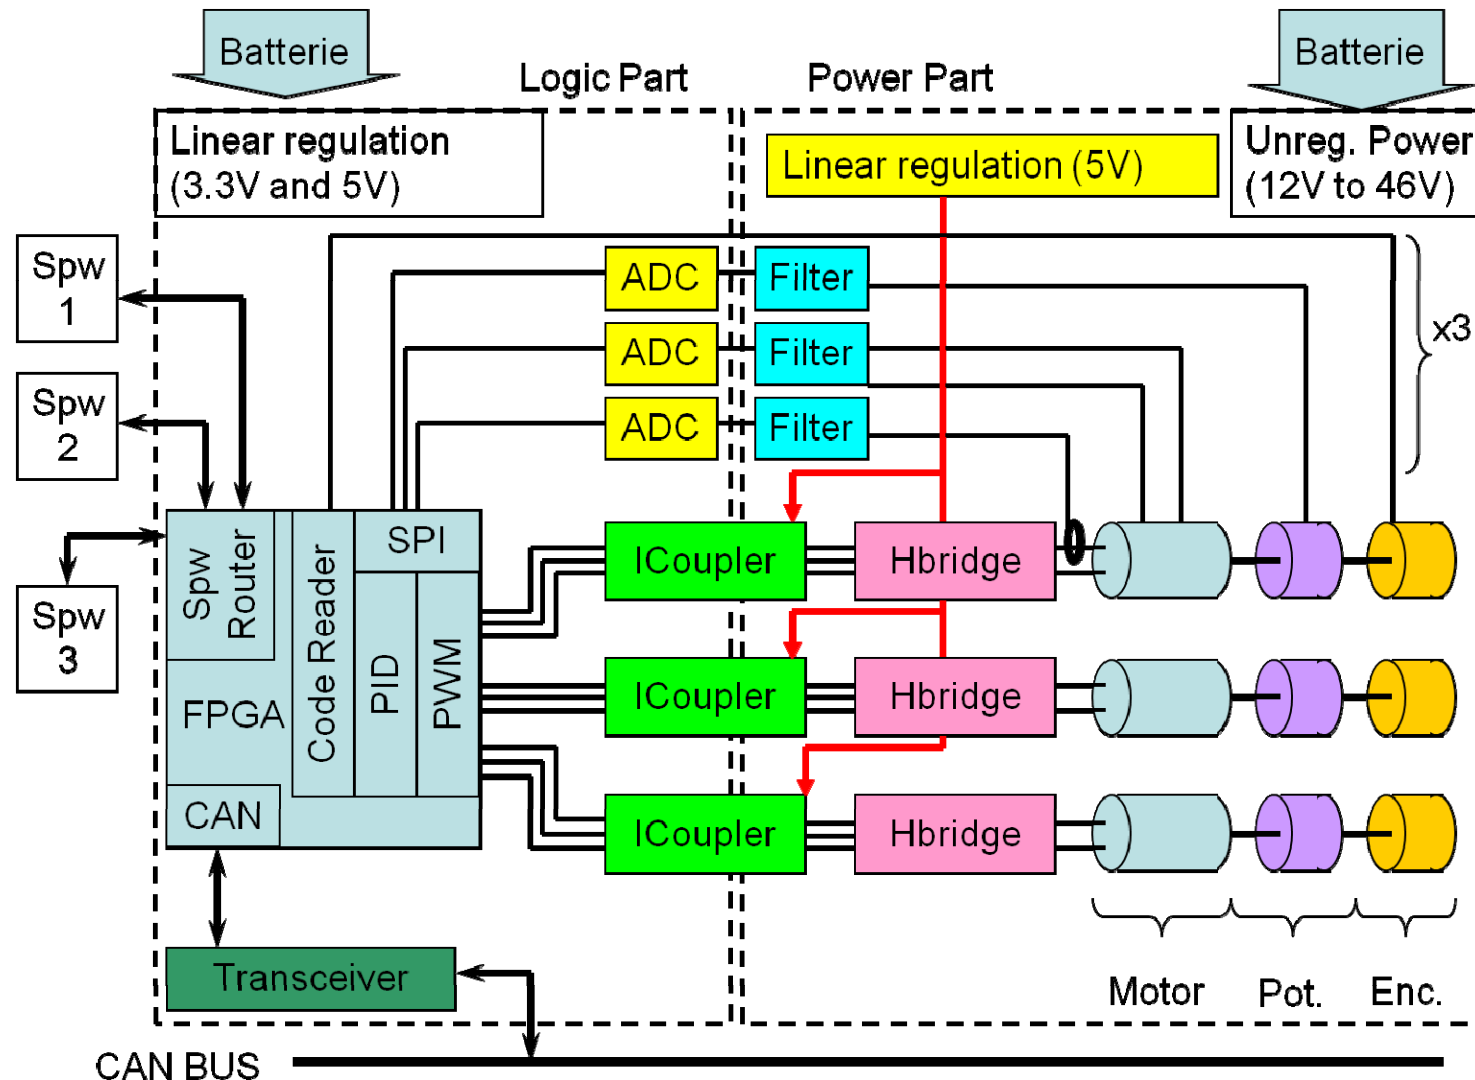 Batterie
Batterie
Logic Part
Power Part
Linear regulation
(3.3V and 5V)
Linear regulation (5V)
Unreg. Power
(12V to 46V)
Spw
1
ADC
Filter
x3
ADC
Filter
Spw
2
ADC
Filter
Spw
Router
Code Reader
SPI
ICoupler
Hbridge
Spw
3
PID
PWM
FPGA
ICoupler
Hbridge
CAN
ICoupler
Hbridge
Transceiver
Motor
Pot.
Enc.
CAN BUS